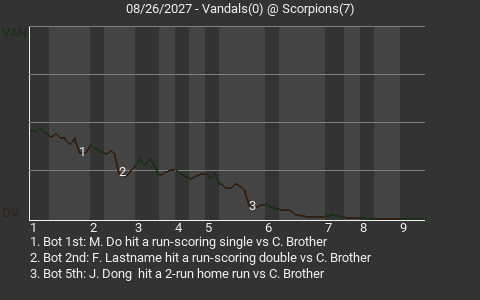 08/26/2027 - Vandals(0) @ Scorpions(7)
VAN
1
2
3
DV
1 2 3 4 5 6 7 8 9
1. Bot 1st: M. Do hit a run-scoring single vs C. Brother
2. Bot 2nd: F. Lastname hit a run-scoring double vs C. Brother
3. Bot 5th: J. Dong  hit a 2-run home run vs C. Brother